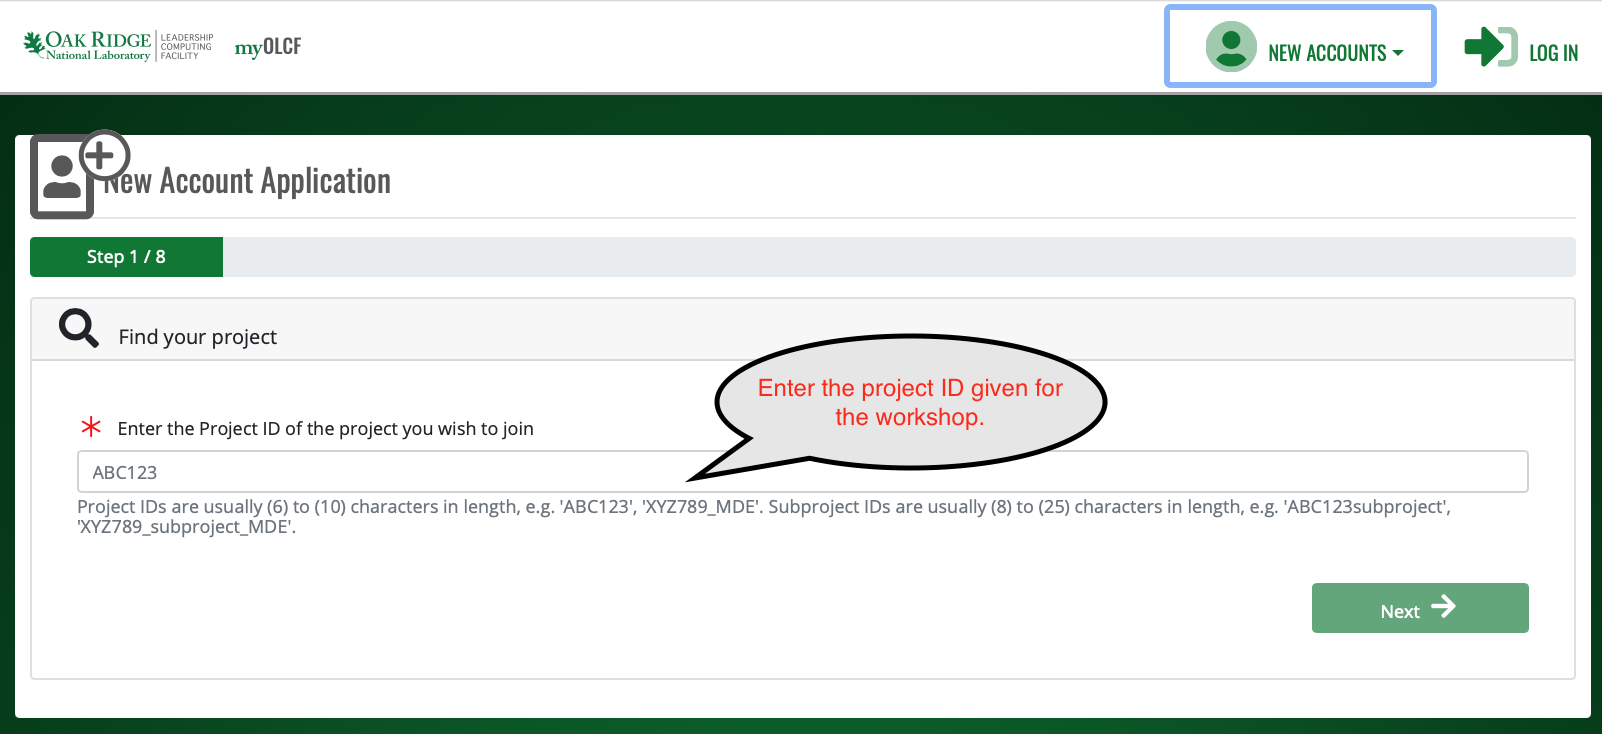 OAK RIDGE
National Laboratory
LEADERSHIP
COMPUTING
FACILITY
myOLCF
NEW ACCOUNTS
LOG IN
New Account Application
Step 1 / 8
Find your project
Enter the project ID given for
the workshop.
Enter the Project ID of the project you wish to join
ABC123
Project IDs are usually (6) to (10) characters in length, e.g. 'ABC123', 'XYZ789_MDE'. Subproject IDs are usually (8) to (25) characters in length, e.g. 'ABC123subproject',
'XYZ789_subproject_MDE'.
Next